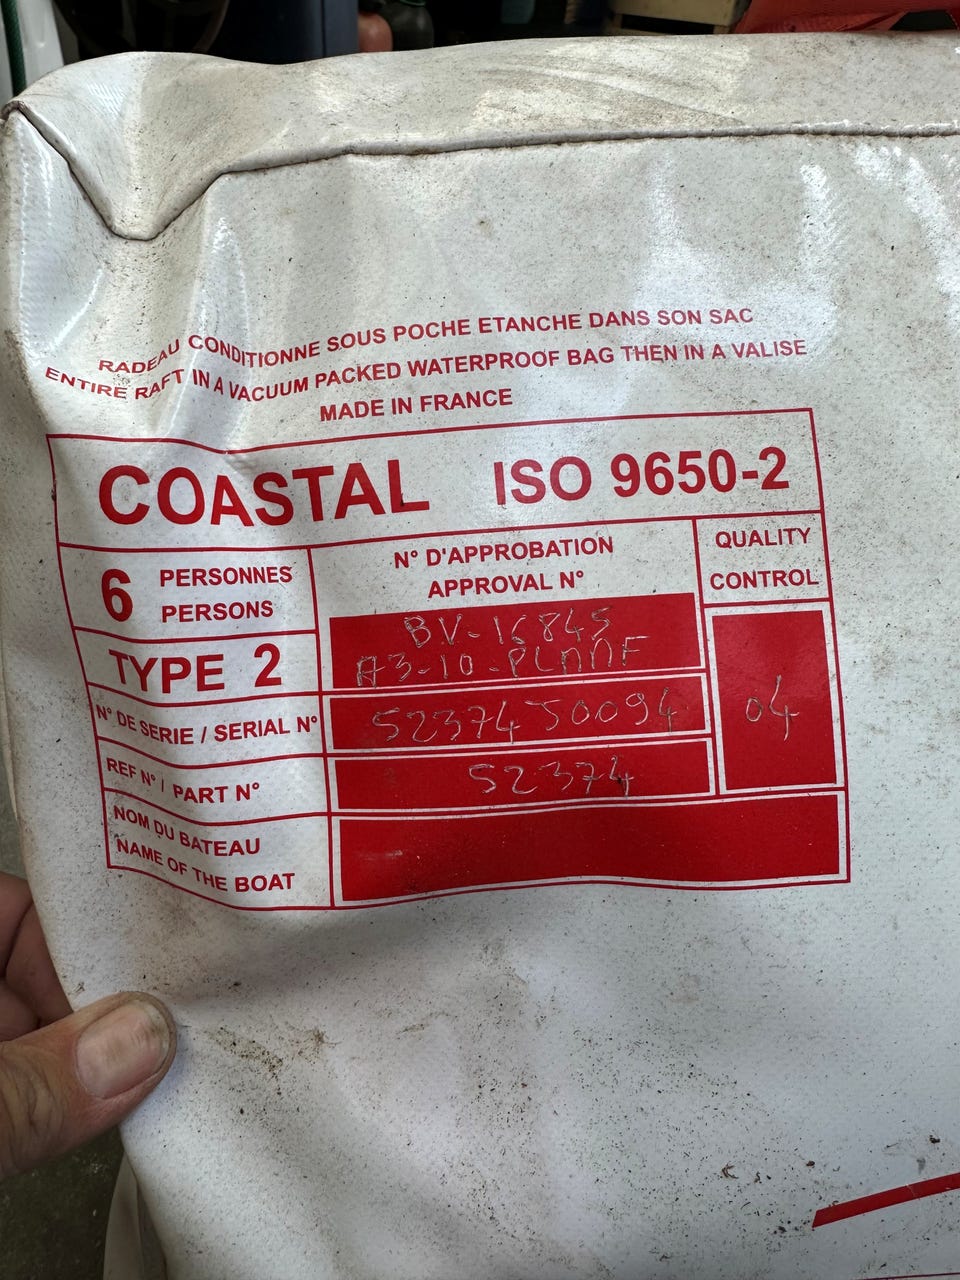 RADEAU CONDITIONNE SOUS POCHE ETANCHE DANS SON SAC
ENTIRE RAFT IN A VACUUM PACKED WATERPROOF BAG THEN IN A VALISE
MADE IN FRANCE
COASTAL ISO 9650-2
6 PERSONNES
PERSONS
N° D'APPROBATION
APPROVAL N°
QUALITY
CONTROL
BV-16845
A3-10-PLANF
TYPE 2
N° DE SERIE / SERIAL N°
52374J0094
04
REF N° / PART N°
52374
NOM DU BATEAU
NAME OF THE BOAT